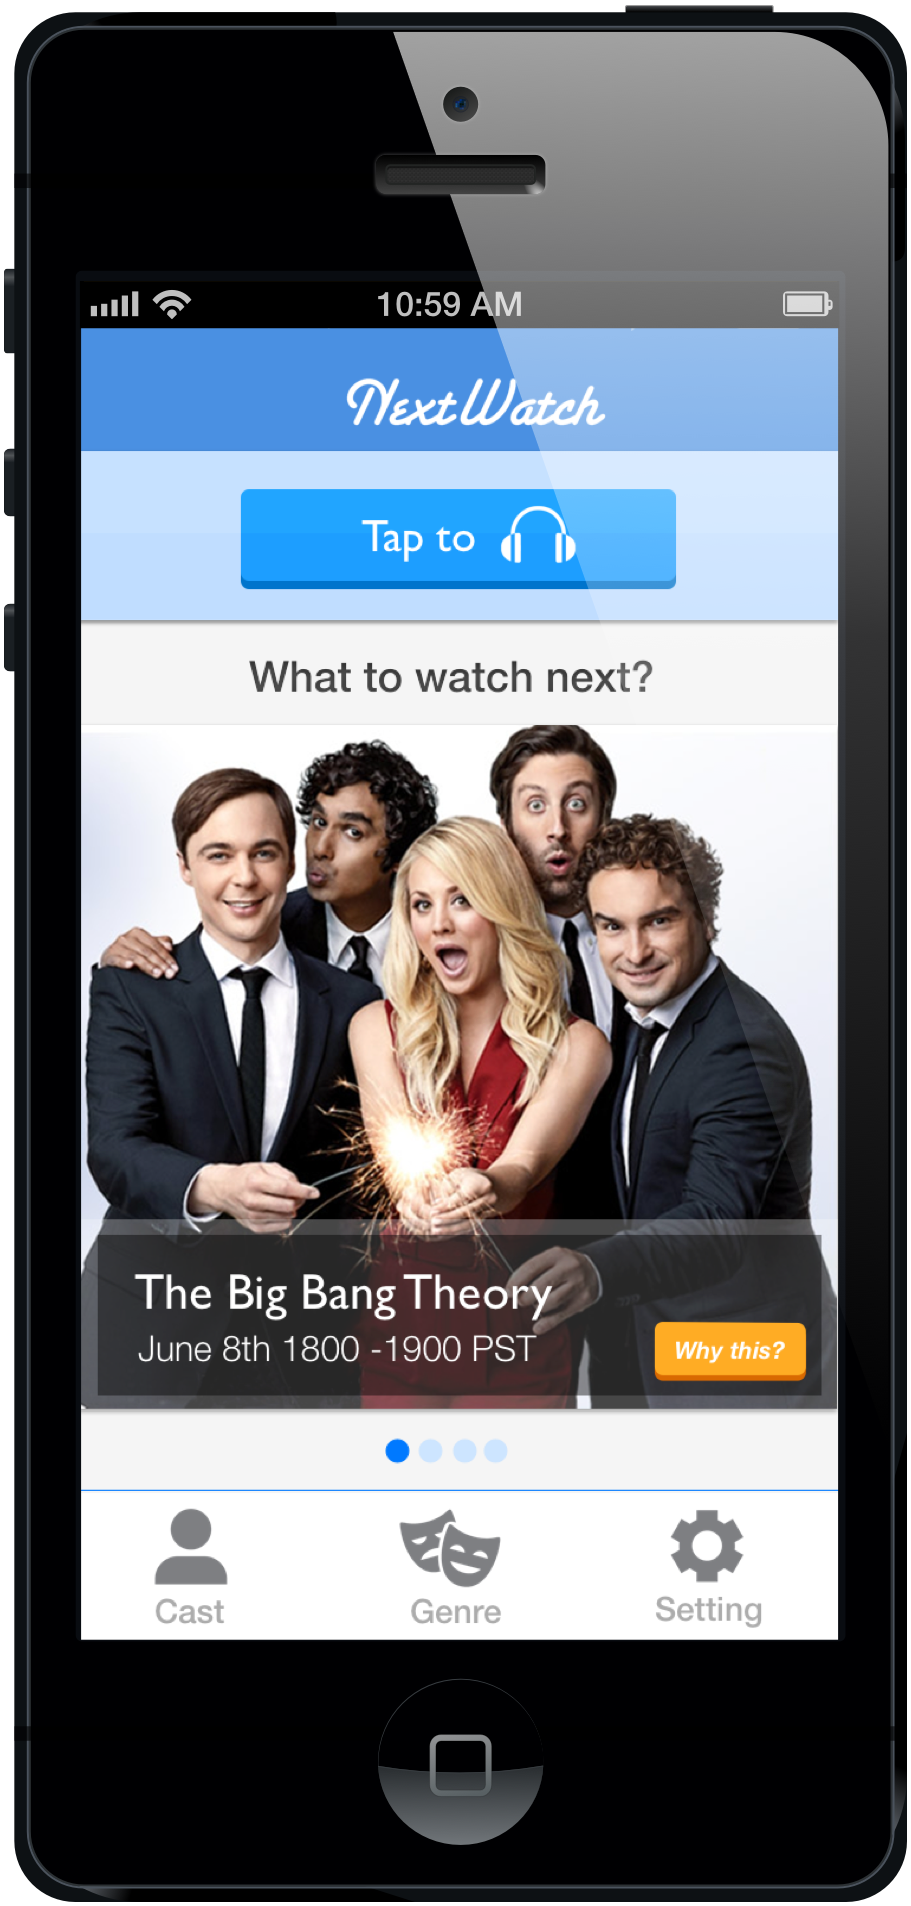 10:59 AM
NextWatch
Tap to
What to watch next?
The Big Bang Theory
June 8th 1800 -1900 PST
Why this?
Cast
Genre
Setting